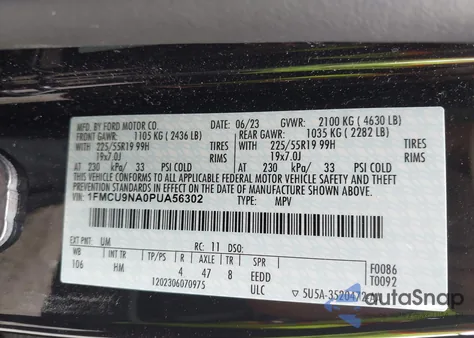 MFD. BY FORD MOTOR CO. 06/23 GVWR: 2100 KG ( 4630 LB)
FRONT GAWR: 1105 KG ( 2436 LB) REAR GAWR: 1035 KG ( 2282 LB)
WITH 225/55R19 99H WITH 225/55R19 99H
19x7.0J 19x7.0J
AT 230 kPa/ 33 PSI COLD AT 230 kPa/ 33 PSI COLD
THIS VEHICLE CONFORMS TO ALL APPLICABLE FEDERAL MOTOR VEHICLE SAFETY AND
THEFT PREVENTION STANDARDS IN EFFECT ON THE DATE OF MANUFACTURE SHOWN ABOVE.
VIN: 1FMCU9NA0PUA56302 TYPE: MPV
EXT PNT: UM RC: 11 DSO:
WB INT TR TP/PS R AXLE TR SPR F0086
106 HM 4 47 8 EEDD T0092
1202306070975 ULC 5U5A-3520472-
autoSnap